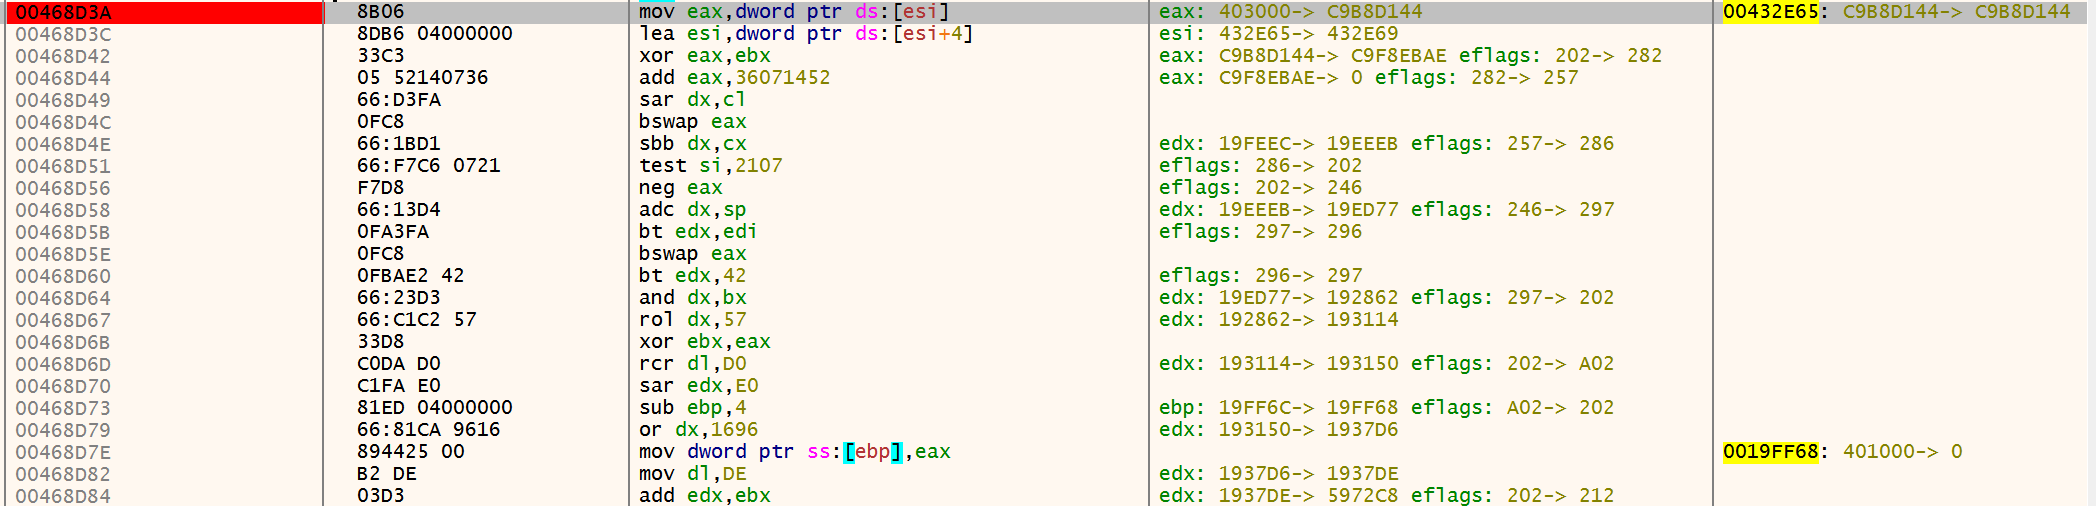 00468D3A 8B06 mov eax,dword ptr ds:[esi] eax: 403000-> C9B8D144 00432E65: C9B8D144-> C9B8D144
00468D3C 8DB6 04000000 lea esi,dword ptr ds:[esi+4] esi: 432E65-> 432E69
00468D42 33C3 xor eax,ebx eax: C9B8D144-> C9F8EBAE eflags: 202-> 282
00468D44 05 52140736 add eax,36071452 eax: C9F8EBAE-> 0 eflags: 282-> 257
00468D49 66:D3FA sar dx,cl
00468D4C 0FC8 bswap eax
00468D4E 66:1BD1 sbb dx,cx edx: 19FEEC-> 19EEEB eflags: 257-> 286
00468D51 66:F7C6 0721 test si,2107 eflags: 286-> 202
00468D56 F7D8 neg eax eflags: 202-> 246
00468D58 66:13D4 adc dx,sp edx: 19EEEB-> 19ED77 eflags: 246-> 297
00468D5B 0FA3FA bt edx,edi eflags: 297-> 296
00468D5E 0FC8 bswap eax
00468D60 0FBAE2 42 bt edx,42 eflags: 296-> 297
00468D64 66:23D3 and dx,bx edx: 19ED77-> 192862 eflags: 297-> 202
00468D67 66:C1C2 57 rol dx,57 edx: 192862-> 193114
00468D6B 33D8 xor ebx,eax
00468D6D C0DA D0 rcr dl,D0 edx: 193114-> 193150 eflags: 202-> A02
00468D70 C1FA E0 sar edx,E0
00468D73 81ED 04000000 sub ebp,4 ebp: 19FF6C-> 19FF68 eflags: A02-> 202
00468D79 66:81CA 9616 or dx,1696 edx: 193150-> 1937D6
00468D7E 894425 00 mov dword ptr ss:[ebp],eax 0019FF68: 401000-> 0
00468D82 B2 DE mov dl,DE edx: 1937D6-> 1937DE
00468D84 03D3 add edx,ebx edx: 1937DE-> 5972C8 eflags: 202-> 212